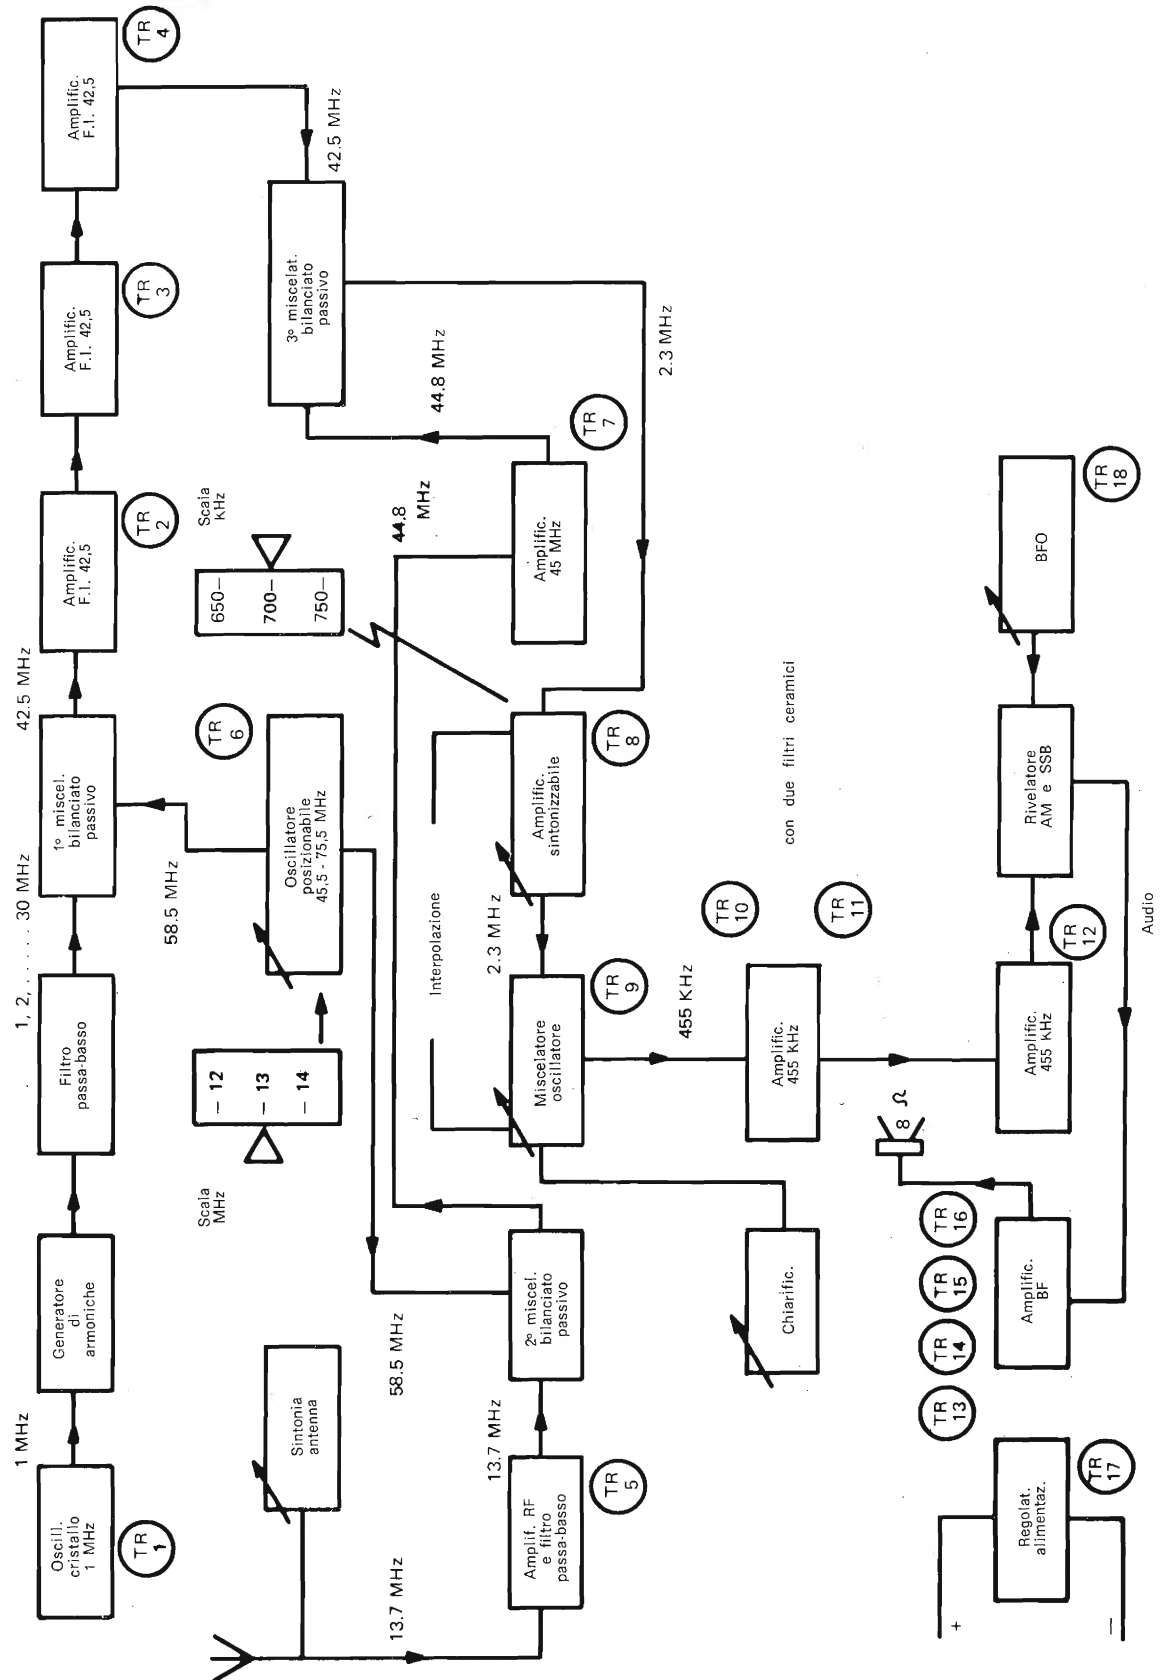 Oscill.
cristallo
1 MHz
TR
1
1 MHz
Generatore
di
armoniche
Filtro
passa-basso
1, 2, . . . . . 30 MHz
1º miscel.
bilanciato
passivo
42.5 MHz
Amplific.
F.I. 42,5
TR
2
Amplific.
F.I. 42,5
TR
3
Amplific.
F.I. 42,5
TR
4
Sintonia
antenna
Scala
MHz
— 12
— 13
— 14
58.5 MHz
Oscillatore
posizionabile
45,5 - 75,5 MHz
TR
6
Scala
KHz
650—
700—
750—
3º miscelat.
bilanciato
passivo
42.5 MHz
13.7 MHz
Amplif. RF
e filtro
passa-basso
TR
5
13.7 MHz
58.5 MHz
2º miscel.
bilanciato
passivo
Interpolazione
Miscelatore
oscillatore
TR
9
2.3 MHz
Amplific.
sintonizzabile
TR
8
44.8
MHz
Amplific.
45 MHz
TR
7
44.8 MHz
2.3 MHz
Chiarific.
455 KHz
Amplific.
455 KHz
TR
10
TR
11
con due filtri ceramici
+
—
Regolat.
alimentaz.
TR
17
TR
13
TR
14
TR
15
TR
16
Amplific.
BF
8 Ω
Amplific.
455 KHz
TR
12
Rivelatore
AM e SSB
BFO
TR
18
Audio